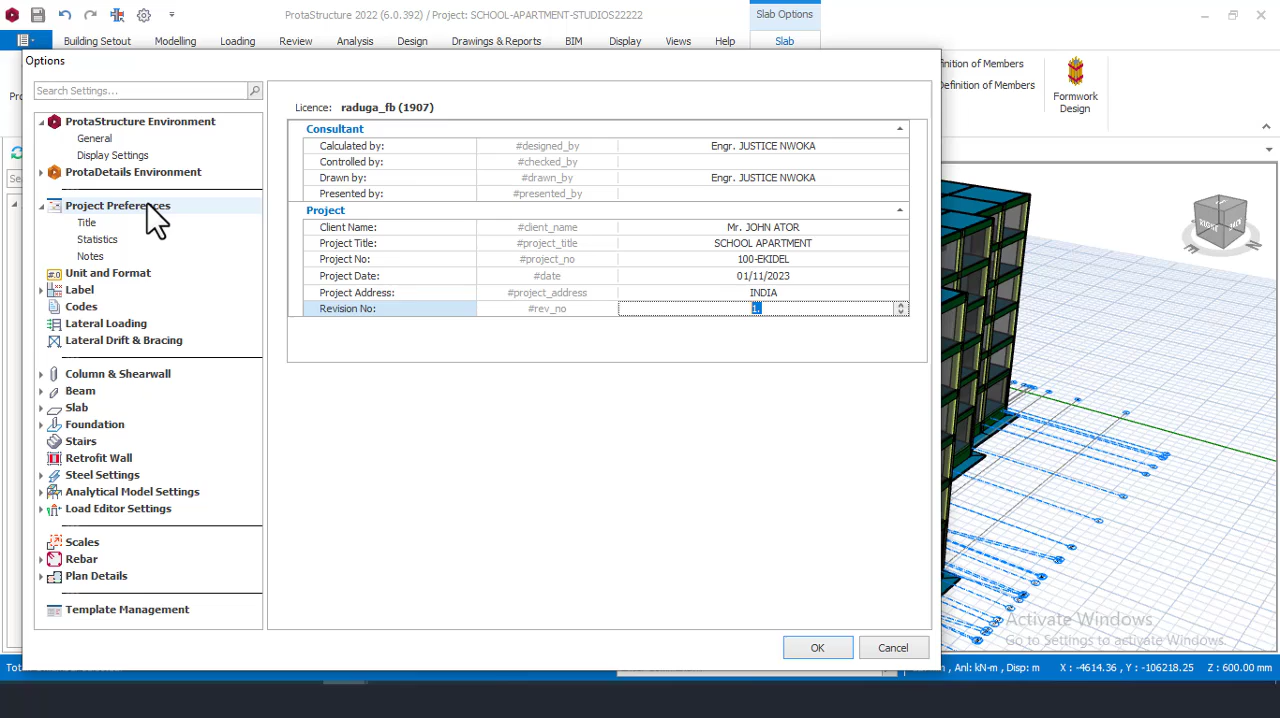 ProtaStructure 2022 (6.0.392) / Project: SCHOOL-APARTMENT-STUDIOS22222
Slab Options
Building Setout Modelling Loading Review Analysis Design Drawings & Reports BIM Display Views Help Slab
Options
Search Settings...
ProtaStructure Environment
General
Display Settings
ProtaDetails Environment
Project Preferences
Title
Statistics
Notes
Unit and Format
Label
Codes
Lateral Loading
Lateral Drift & Bracing
Column & Shearwall
Beam
Slab
Foundation
Stairs
Retrofit Wall
Steel Settings
Analytical Model Settings
Load Editor Settings
Scales
Rebar
Plan Details
Template Management
Licence: raduga_fb (1907)
Consultant
Calculated by: #designed_by Engr. JUSTICE NWOKA
Controlled by: #checked_by
Drawn by: #drawn_by Engr. JUSTICE NWOKA
Presented by: #presented_by
Project
Client Name: #client_name Mr. JOHN ATOR
Project Title: #project_title SCHOOL APARTMENT
Project No: #project_no 100-EKIDEL
Project Date: #date 01/11/2023
Project Address: #project_address INDIA
Revision No: #rev_no 1.
OK Cancel
nition of Members
Definition of Members
Formwork
Design
RIGHT BACK
Activate Windows
Go to Settings to activate Windows.
, Anl: kN-m , Disp: m X : -4614.36 , Y : -106218.25 Z : 600.00 mm